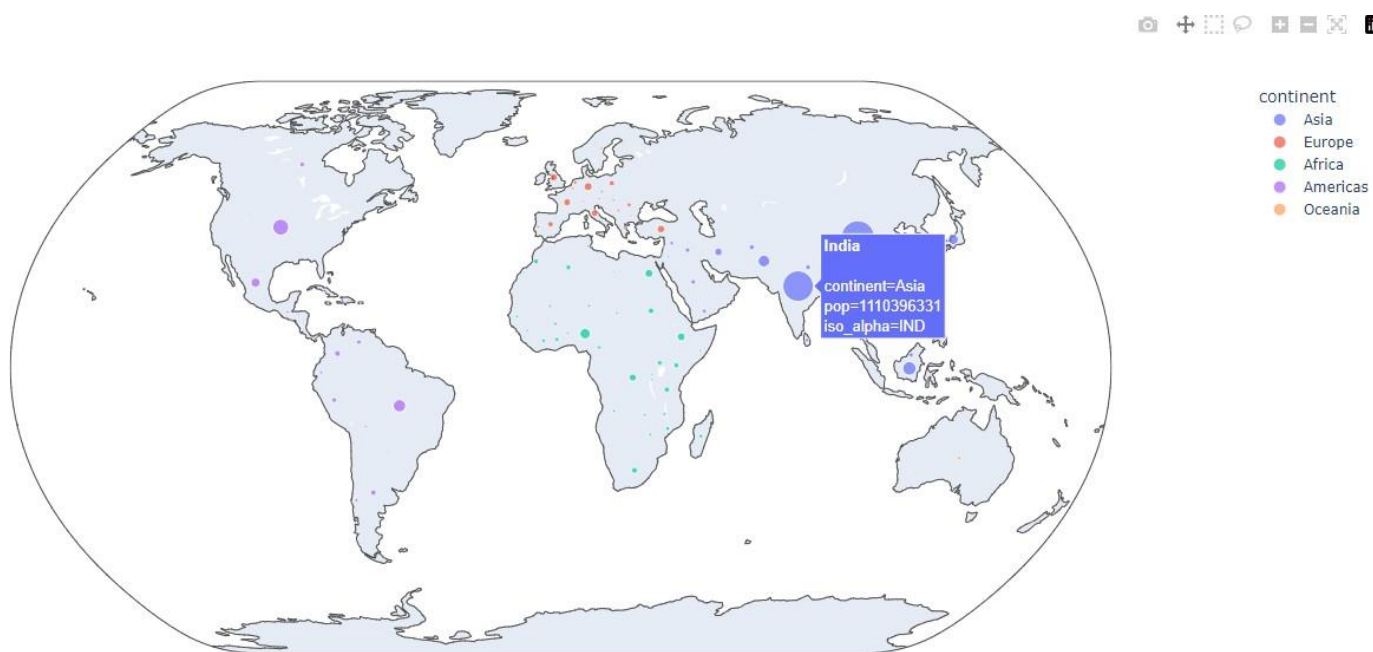 continent
Asia
Europe
Africa
Americas
Oceania
India
continent=Asia
pop=1110396331
iso_alpha=IND